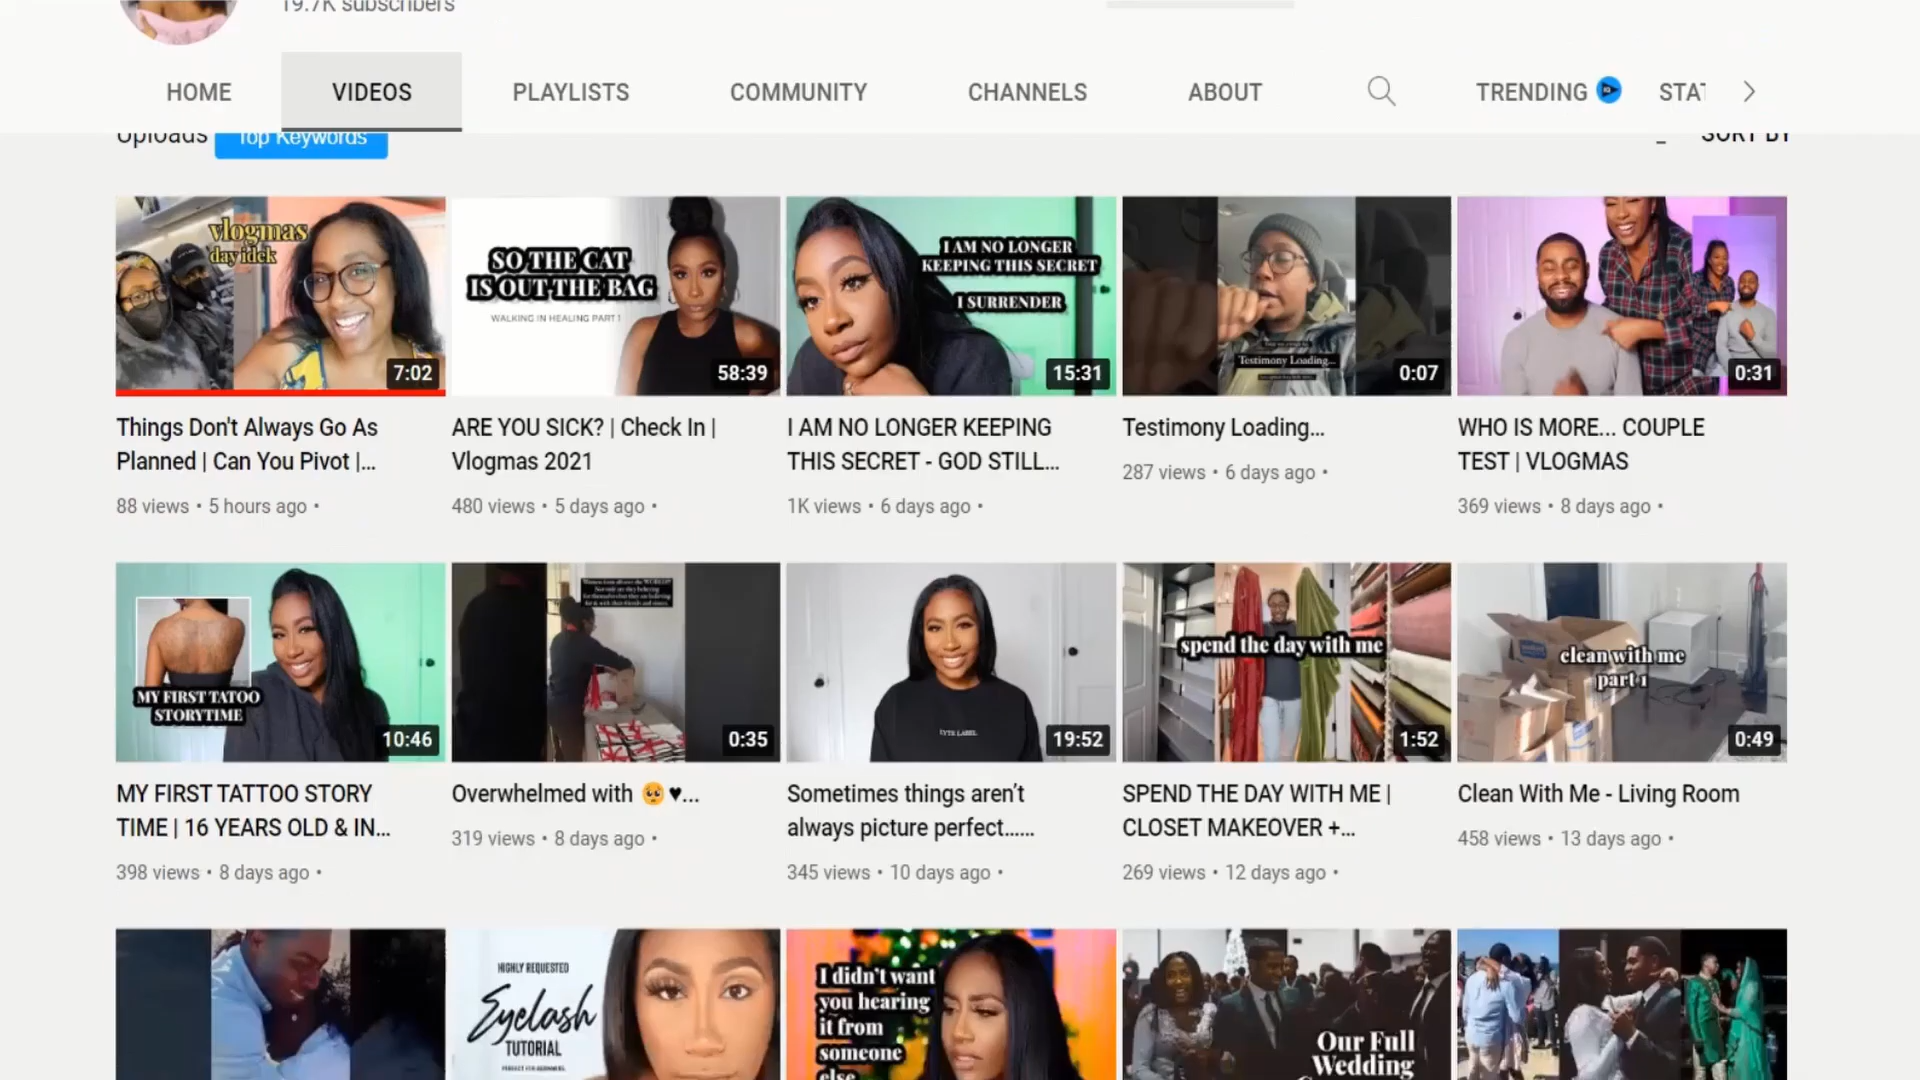 19.7K subscribers
HOME
VIDEOS
PLAYLISTS
COMMUNITY
CHANNELS
ABOUT
TRENDING
STAT
Uploads
Top Keywords
SORT BY
vlogmas
day idek
7:02
SO THE CAT
IS OUT THE BAG
WALKING IN HEALING PART 1
58:39
I AM NO LONGER
KEEPING THIS SECRET
I SURRENDER
15:31
Testimony Loading...
0:07
0:31
Things Don't Always Go As
Planned | Can You Pivot |...
88 views • 5 hours ago •
ARE YOU SICK? | Check In |
Vlogmas 2021
480 views • 5 days ago •
I AM NO LONGER KEEPING
THIS SECRET - GOD STILL...
1K views • 6 days ago •
Testimony Loading...
287 views • 6 days ago •
WHO IS MORE... COUPLE
TEST | VLOGMAS
369 views • 8 days ago •
MY FIRST TATOO
STORYTIME
10:46
0:35
LYTE LABEL
19:52
spend the day with me
1:52
clean with me
part 1
0:49
MY FIRST TATTOO STORY
TIME | 16 YEARS OLD & IN...
398 views • 8 days ago •
Overwhelmed with 🥺♥...
319 views • 8 days ago •
Sometimes things aren't
always picture perfect......
345 views • 10 days ago •
SPEND THE DAY WITH ME |
CLOSET MAKEOVER +...
269 views • 12 days ago •
Clean With Me - Living Room
458 views • 13 days ago •
HIGHLY REQUESTED
Eyelash
TUTORIAL
PERFECT FOR BEGINNERS
I didn't want
you hearing
it from
someone
else
Our Full
Wedding